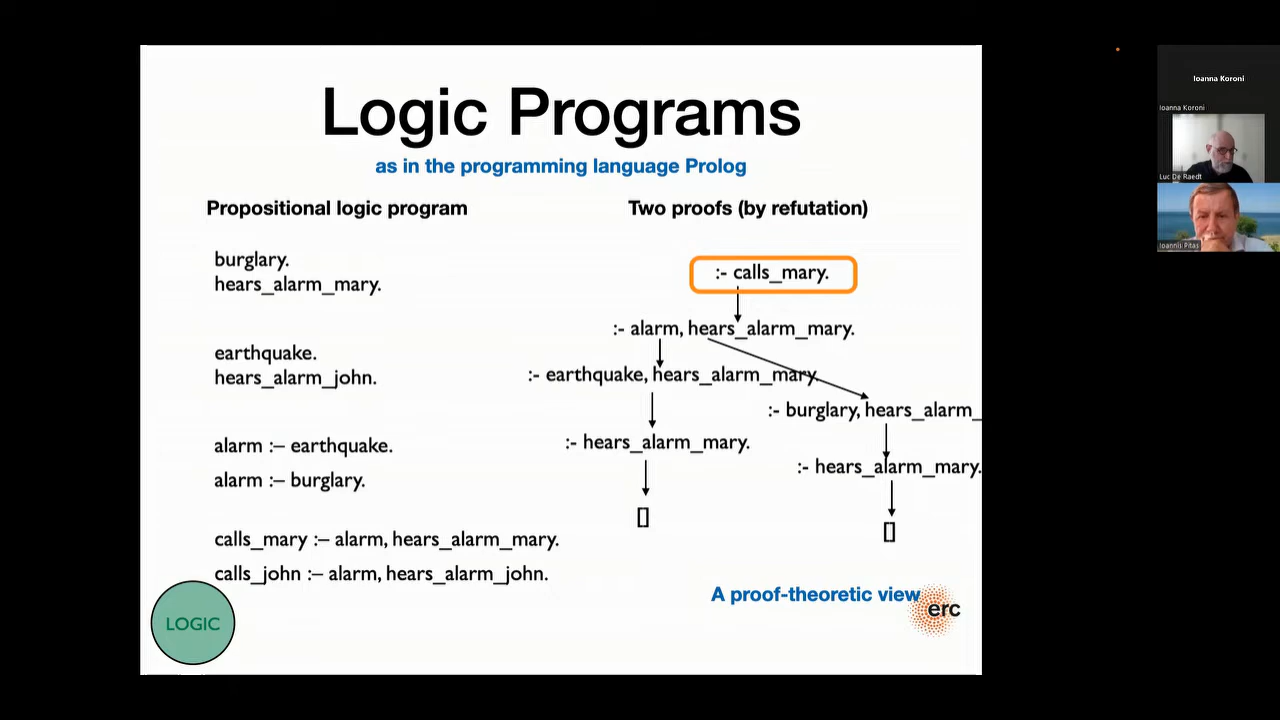 Logic Programs
as in the programming language Prolog
Propositional logic program
burglary.
hears_alarm_mary.
earthquake.
hears_alarm_john.
alarm :– earthquake.
alarm :– burglary.
calls_mary :– alarm, hears_alarm_mary.
calls_john :– alarm, hears_alarm_john.
LOGIC
Two proofs (by refutation)
:- calls_mary.
:- alarm, hears_alarm_mary.
:- earthquake, hears_alarm_mary.
:- burglary, hears_alarm_
:- hears_alarm_mary.
:- hears_alarm_mary.
[]
[]
A proof-theoretic view
erc
Ioanna Koroni
Ioanna Koroni
Luc De Raedt
Ioannis Pitas